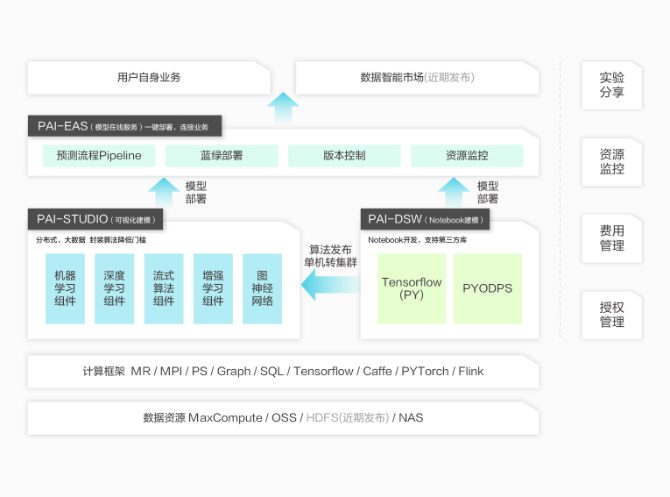 用户自身业务
数据智能市场(近期发布)
实验
分享
PAI-EAS（模型在线服务）一键部署，连接业务
预测流程Pipeline
蓝绿部署
版本控制
资源监控
资源
监控
模型
部署
模型
部署
PAI-STUDIO（可视化建模）
分布式，大数据 封装算法降低门槛
机器
学习
组件
深度
学习
组件
流式
算法
组件
增强
学习
组件
图
神经
网络
算法发布
单机转集群
PAI-DSW（Notebook建模）
Notebook开发，支持第三方库
Tensorflow
(PY)
PYODPS
费用
管理
授权
管理
计算框架 MR / MPI / PS / Graph / SQL / Tensorflow / Caffe / PYTorch / Flink
数据资源 MaxCompute / OSS / HDFS(近期发布) / NAS